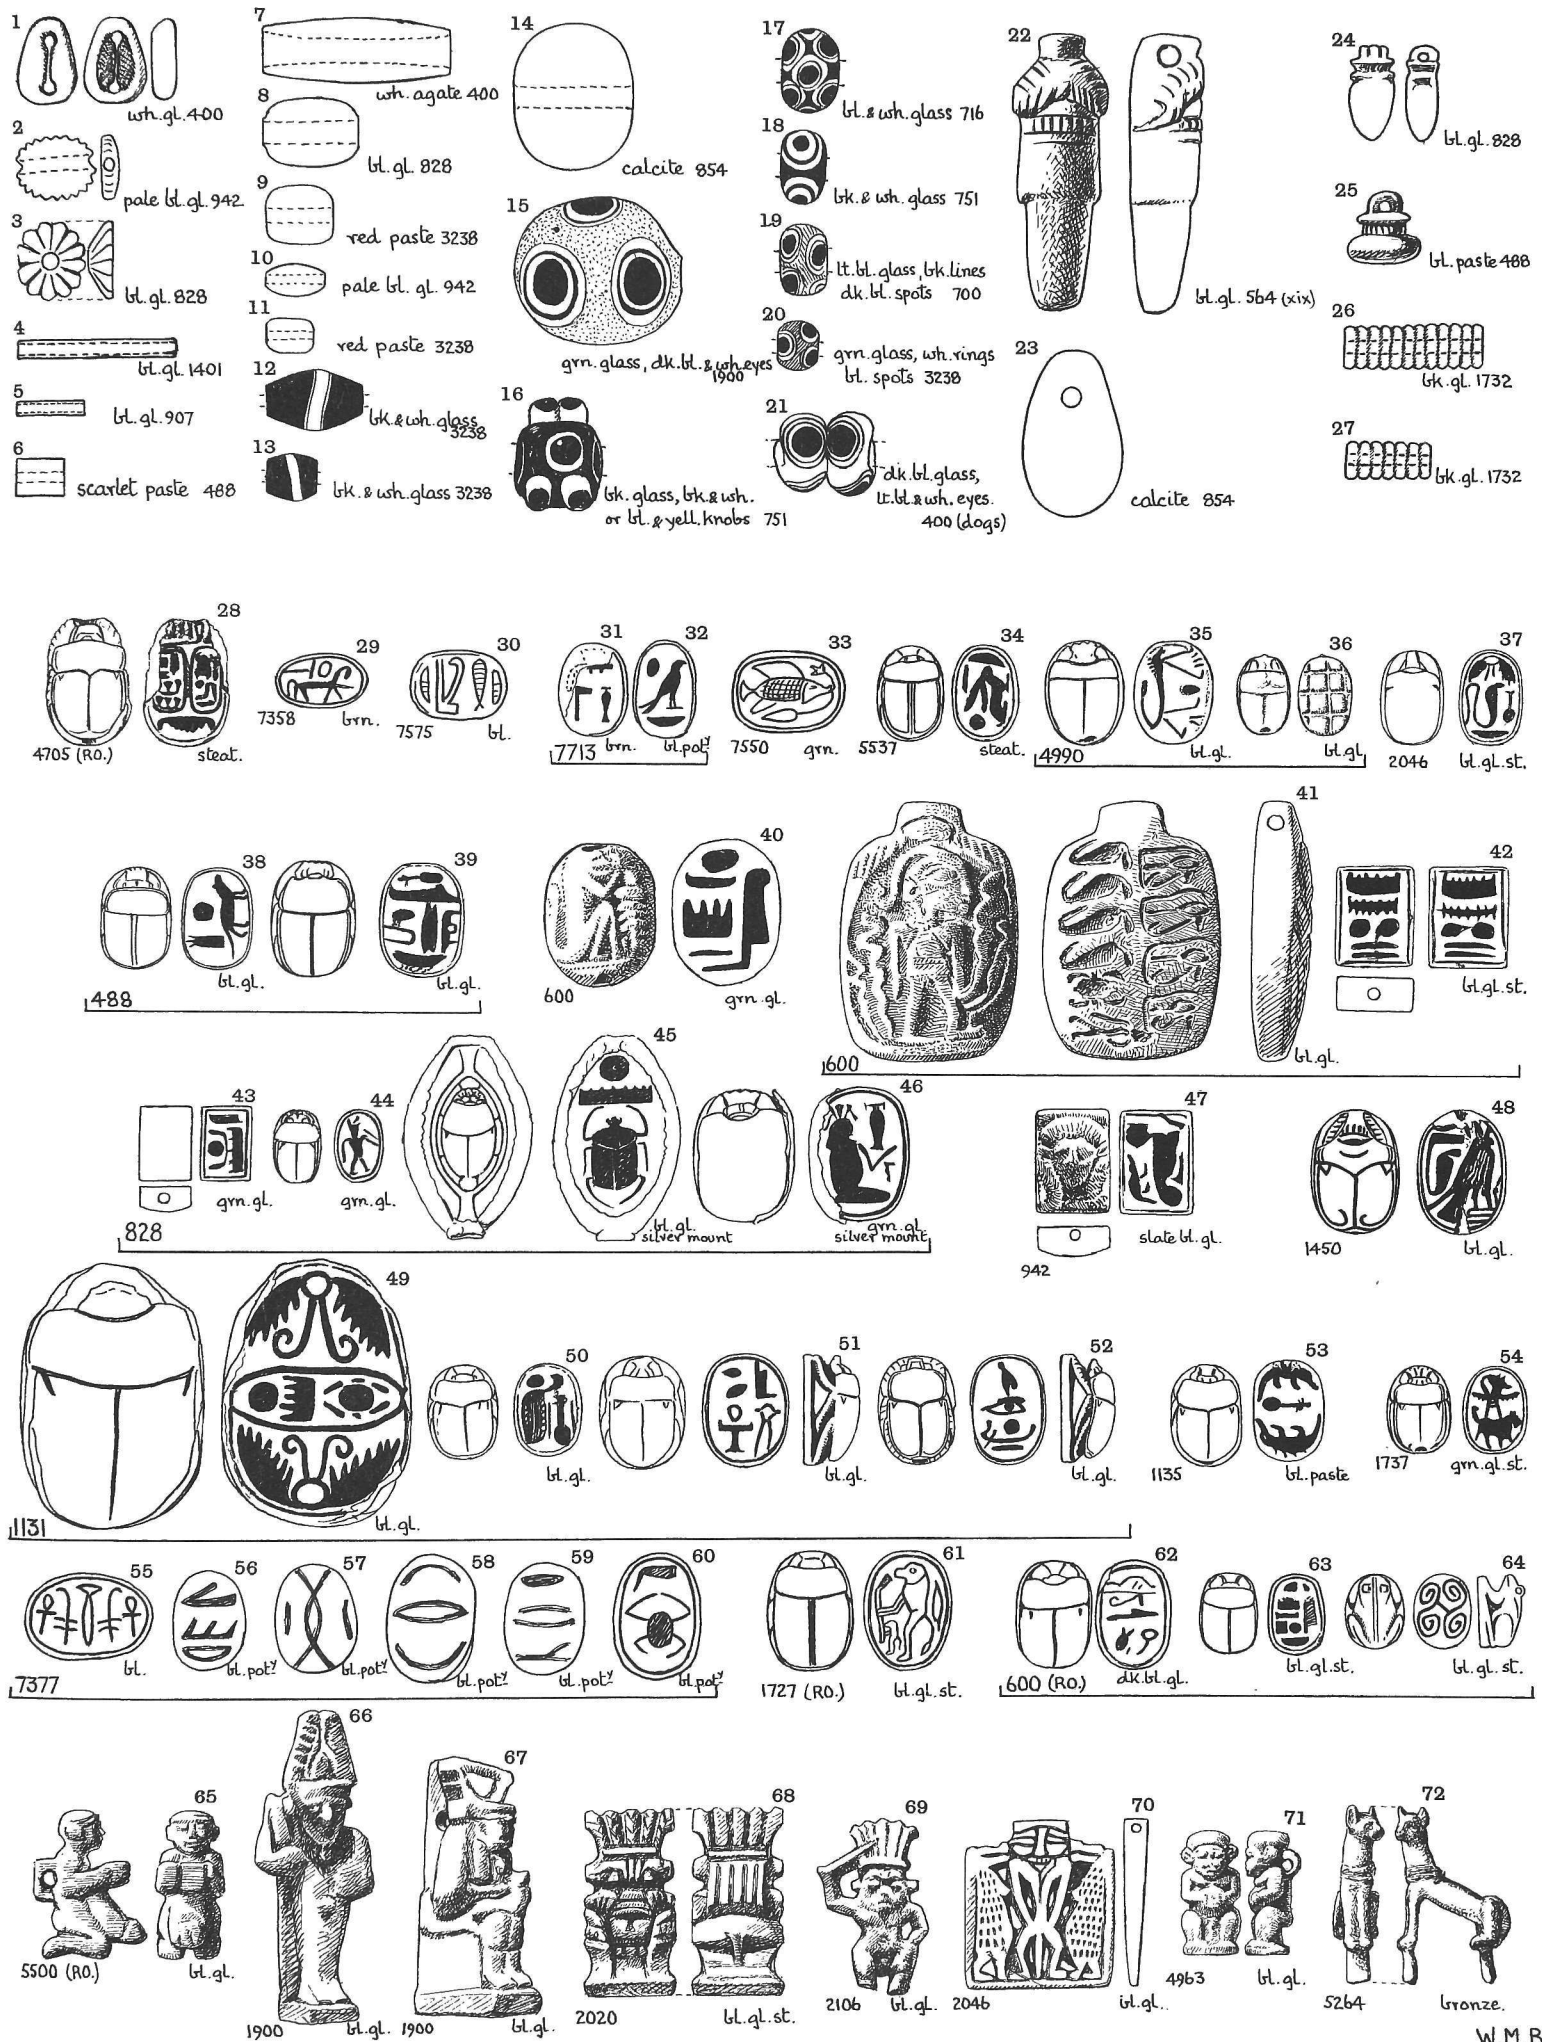 1
wh. gl. 400
2
pale bl. gl. 942
3
bl. gl. 828
4
bl. gl. 1401
5
bl. gl. 907
6
scarlet paste 488
7
wh. agate 400
8
bl. gl. 828
9
red paste 3238
10
pale bl. gl. 942
11
red paste 3238
12
bk. & wh. glass
3238
13
bk. & wh. glass 3238
14
calcite 854
15
grn. glass, dk. bl. & wh. eyes
1900
16
bk. glass, bk. & wh.
or bl. & yell. knobs 751
17
bl. & wh. glass 716
18
bk. & wh. glass 751
19
lt. bl. glass, bk. lines
dk. bl. spots 700
20
grn. glass, wh. rings
bl. spots 3238
21
dk. bl. glass,
lt. bl. & wh. eyes.
400 (dogs)
22
bl. gl. 564 (xix)
23
calcite 854
24
bl. gl. 828
25
bl. paste 488
26
bk. gl. 1732
27
bk. gl. 1732
28
4705 (RO.) steat.
29
7358 brn.
30
7575 bl.
31 32
7713 brn. bl. poty
33
7550 grn.
34
5537 steat.
35 36
4990 bl. gl. bl. gl
37
2046 bl. gl. st.
38 39
bl. gl. bl. gl.
488
40
600 grn. gl.
41 42
bl. gl. bl. gl. st.
600
43 44 45 46
grn. gl. grn. gl. bl. gl. silver mount grn. gl. silver mount
828
47
942 slate bl. gl.
48
1450 bl. gl.
49 50 51 52
bl. gl. bl. gl. bl. gl. bl. gl.
1131
53
1135 bl. paste
54
1737 grn. gl. st.
55 56 57 58 59 60
bl. bl. poty bl. poty bl. poty bl. poty bl. poty
7377
61
1727 (RO.) bl. gl. st.
62 63 64
600 (RO.) dk. bl. gl. bl. gl. st. bl. gl. st.
65
5500 (RO.) bl. gl.
66
1900 bl. gl.
67
1900 bl. gl.
68
2020 bl. gl. st.
69
2106 bl. gl.
70
2046 bl. gl.
71
4963 bl. gl.
72
5264 bronze.
W M B